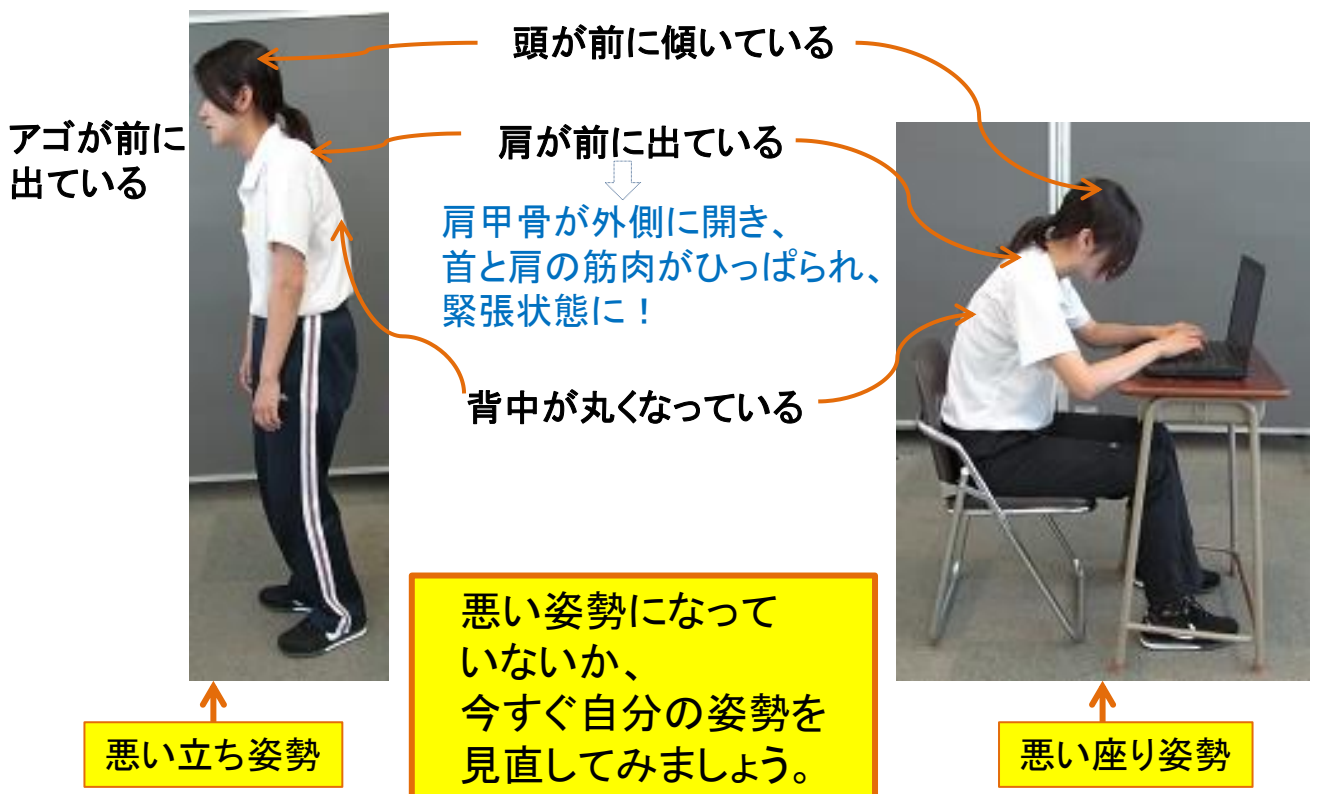 頭が前に傾いている
アゴが前に
出ている
肩が前に出ている
肩甲骨が外側に開き、
首と肩の筋肉がひっぱられ、
緊張状態に！
背中が丸くなっている
悪い姿勢になって
いないか、
今すぐ自分の姿勢を
見直してみましょう。
悪い立ち姿勢
悪い座り姿勢